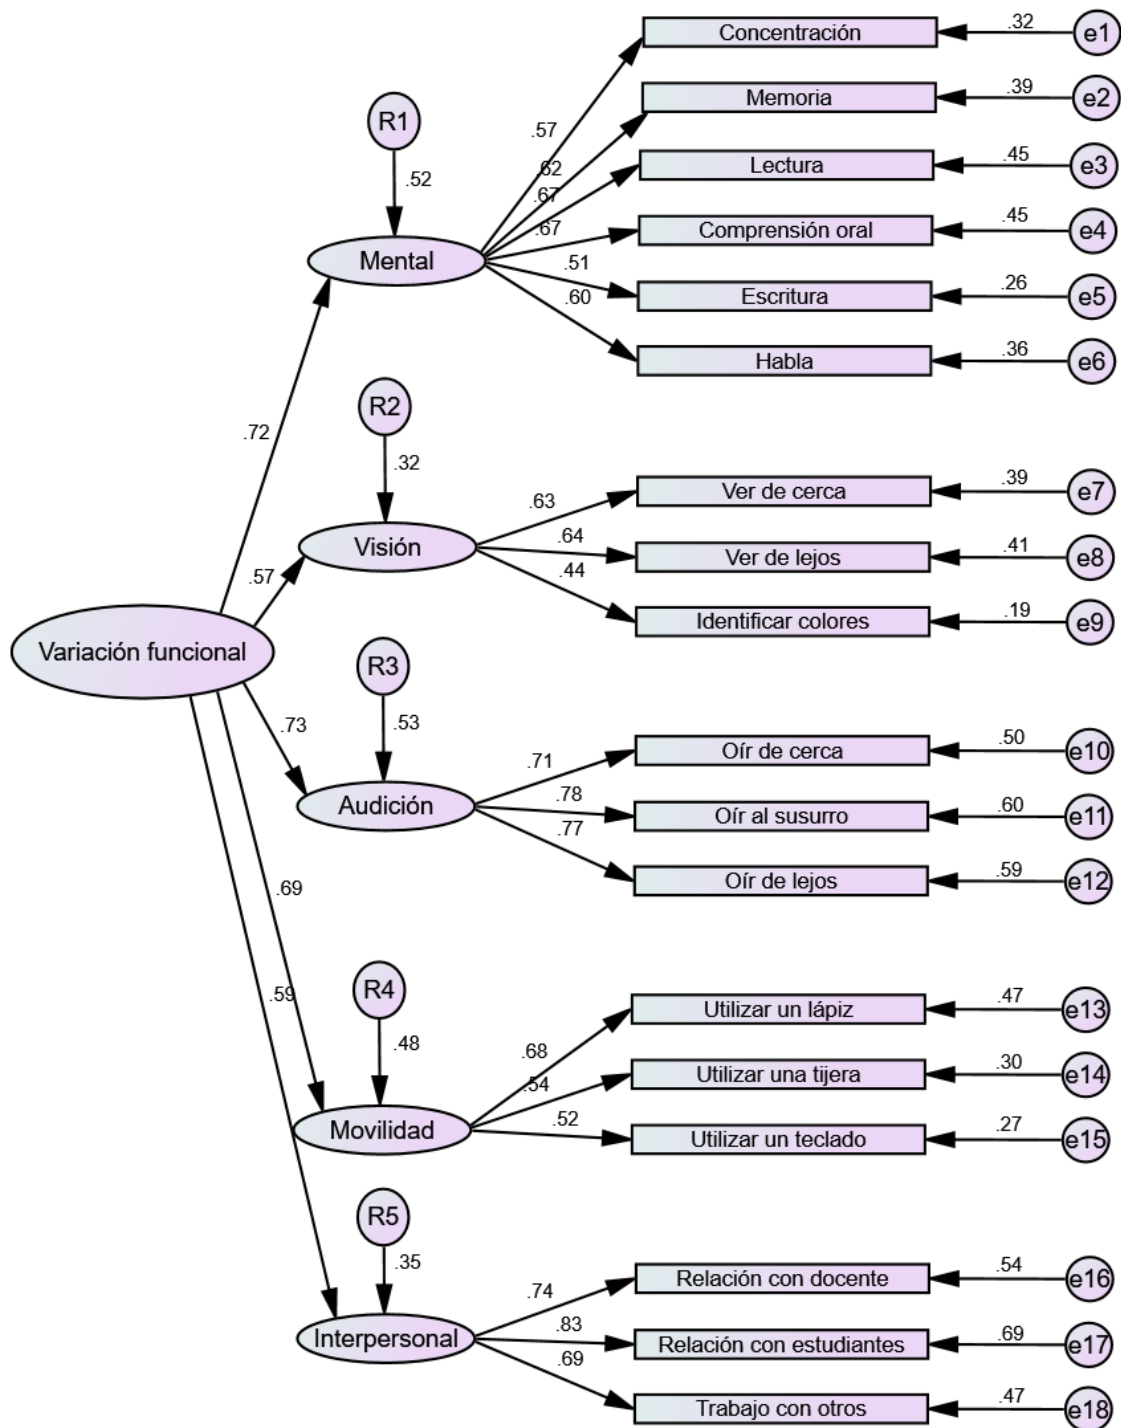 Concentración
.32
e1
Memoria
.39
e2
R1
.57
.62
Lectura
.45
e3
.52
.67
Comprensión oral
.45
e4
.67
Mental
.51
Escritura
.26
e5
.60
Habla
.36
e6
R2
.72
.32
Ver de cerca
.39
e7
.63
Visión
.64
Ver de lejos
.41
e8
.57
.44
Identificar colores
.19
e9
Variación funcional
R3
.73
.53
Oír de cerca
.50
e10
.71
Audición
.78
Oír al susurro
.60
e11
.77
Oír de lejos
.59
e12
.69
R4
.59
Utilizar un lápiz
.47
e13
.48
.68
Utilizar una tijera
.30
e14
.54
Movilidad
.52
Utilizar un teclado
.27
e15
R5
.35
Relación con docente
.54
e16
.74
Interpersonal
.83
Relación con estudiantes
.69
e17
.69
Trabajo con otros
.47
e18